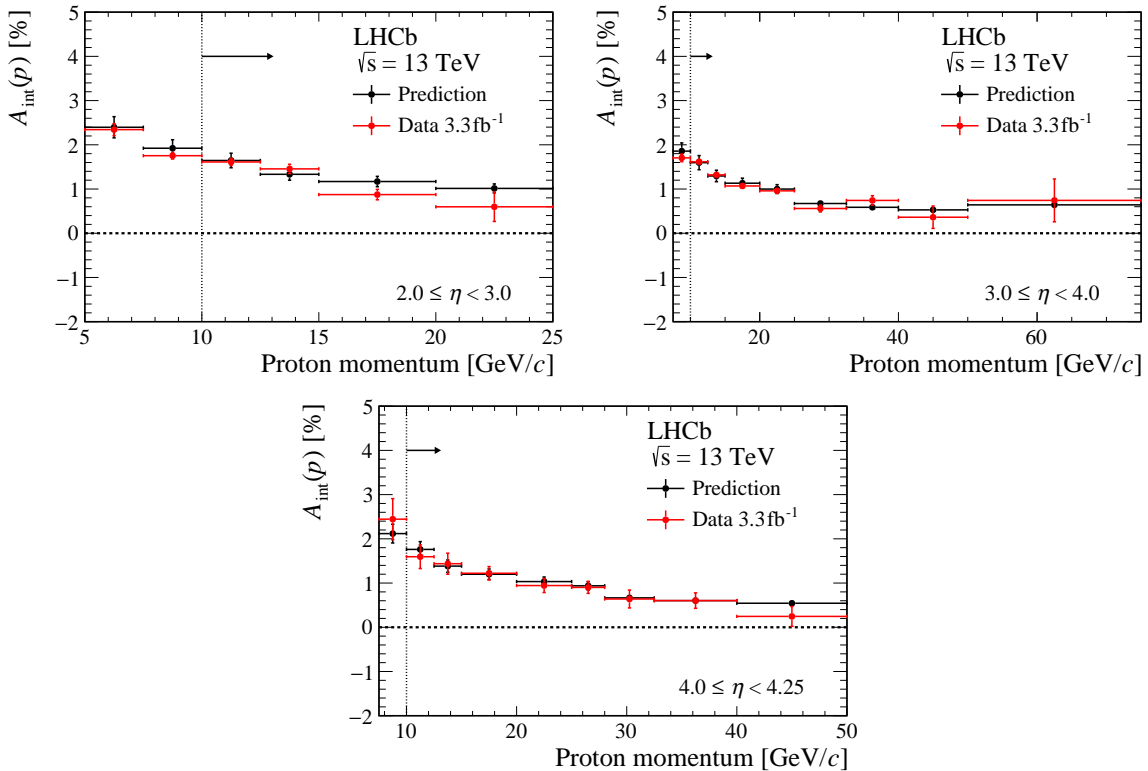 A_int(p) [%]
5
4
3
2
1
0
−1
−2
LHCb
√s = 13 TeV
Prediction
Data 3.3fb⁻¹
2.0 ≤ η < 3.0
5 10 15 20 25
Proton momentum [GeV/c]
A_int(p) [%]
5
4
3
2
1
0
−1
−2
LHCb
√s = 13 TeV
Prediction
Data 3.3fb⁻¹
3.0 ≤ η < 4.0
20 40 60
Proton momentum [GeV/c]
A_int(p) [%]
5
4
3
2
1
0
−1
−2
LHCb
√s = 13 TeV
Prediction
Data 3.3fb⁻¹
4.0 ≤ η < 4.25
10 20 30 40 50
Proton momentum [GeV/c]